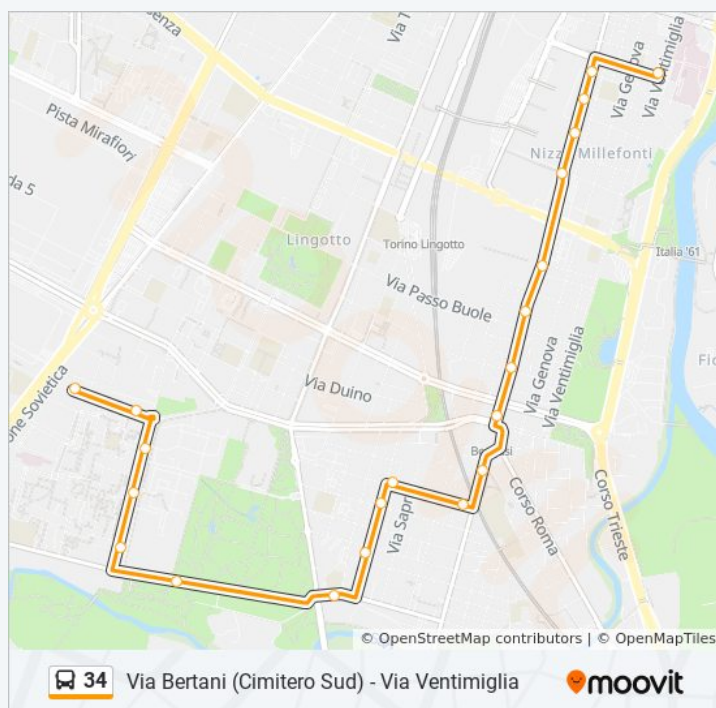 enza
Via T
Via Genova
Via Ventimiglia
Pista Mirafiori
Nizza Millefonti
da 5
Lingotto
Torino Lingotto
Italia '61
Via Passo Buole
Fio
Via Genova
Via Ventimiglia
one Sovietica
Via Duino
Corso Roma
Corso Trieste
Via Sapri
© OpenStreetMap contributors | © OpenMapTiles
34 Via Bertani (Cimitero Sud) - Via Ventimiglia
moovit